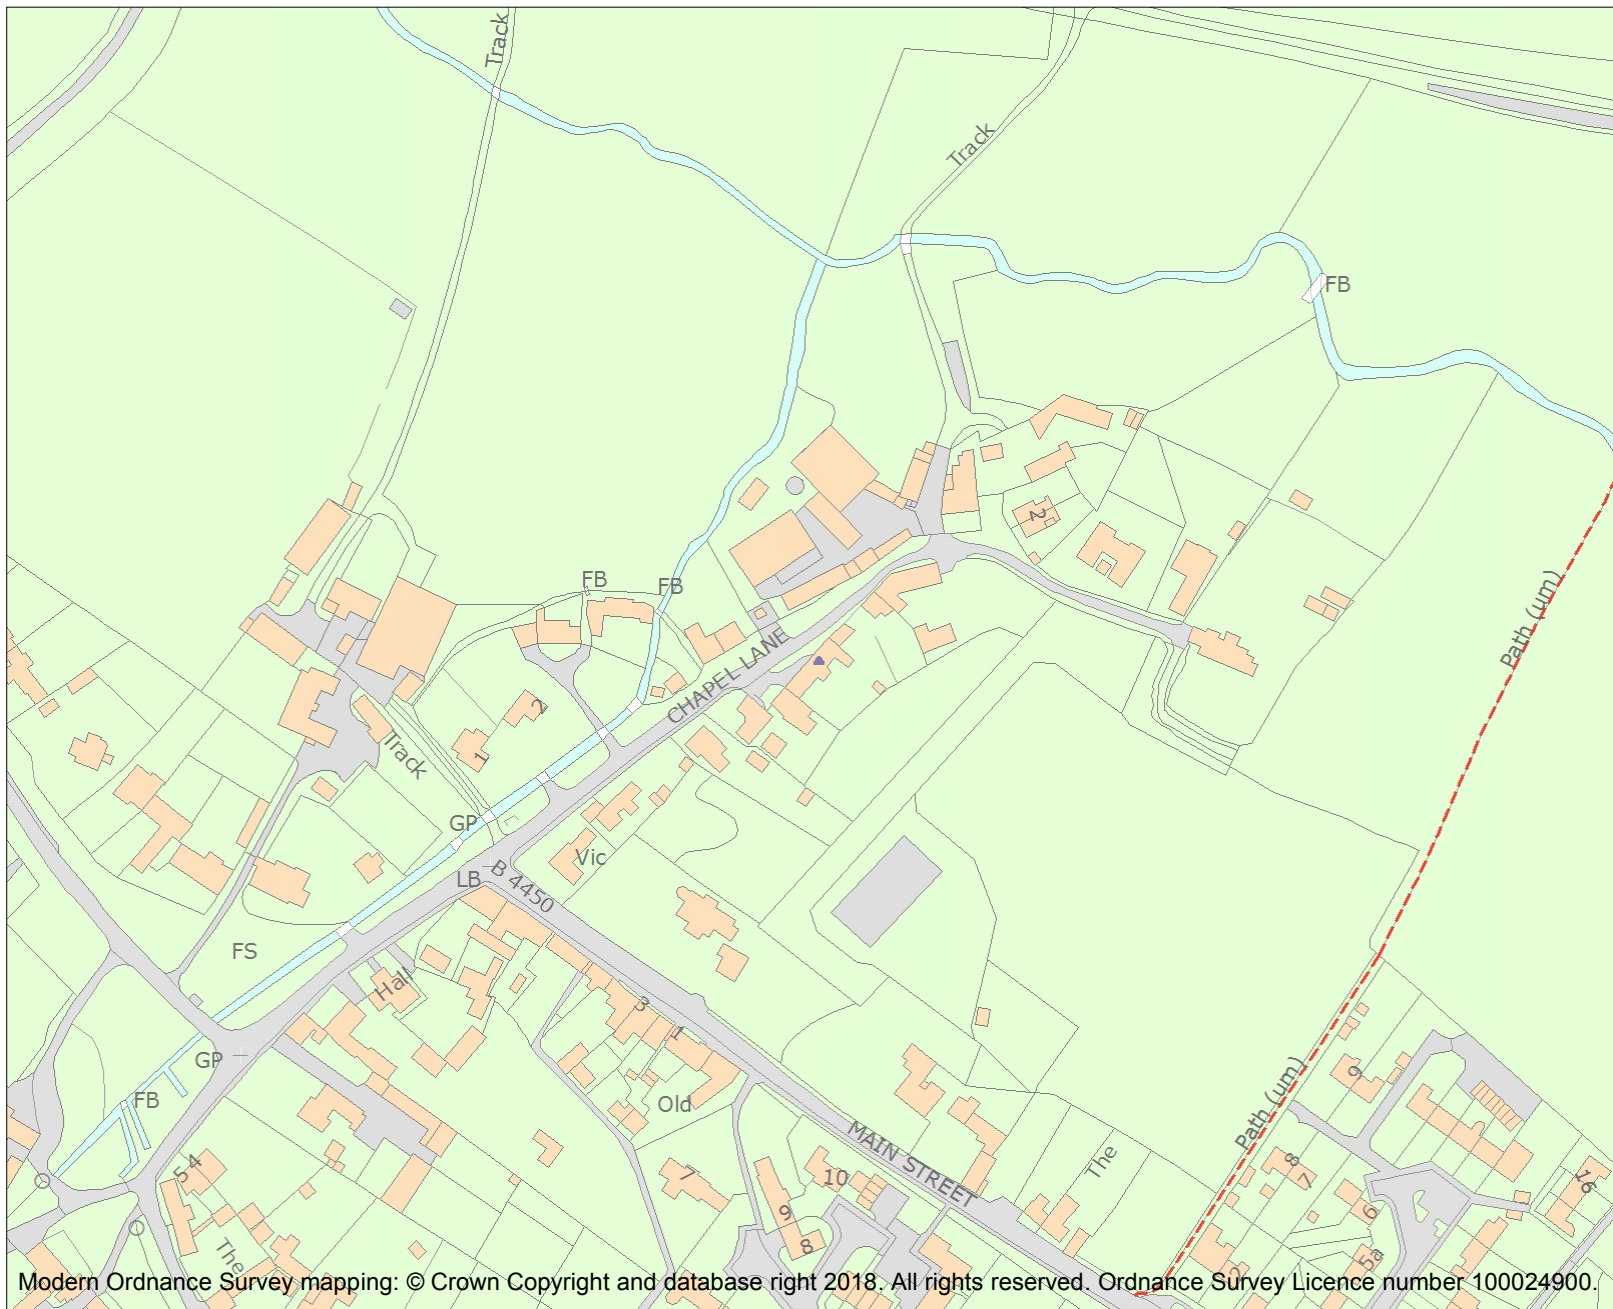 Track
Track
FB
FB
FB
Path (um)
CHAPEL LANE
2
2
1
Track
GP
Vic
LB
B 4450
FS
Hall
3
1
GP
FB
Old
Path (um)
9
MAIN STREET
The
5 4
7
10
8
7
16
9
6
8
The
2
5a
Modern Ordnance Survey mapping: © Crown Copyright and database right 2018. All rights reserved. Ordnance Survey Licence number 100024900.